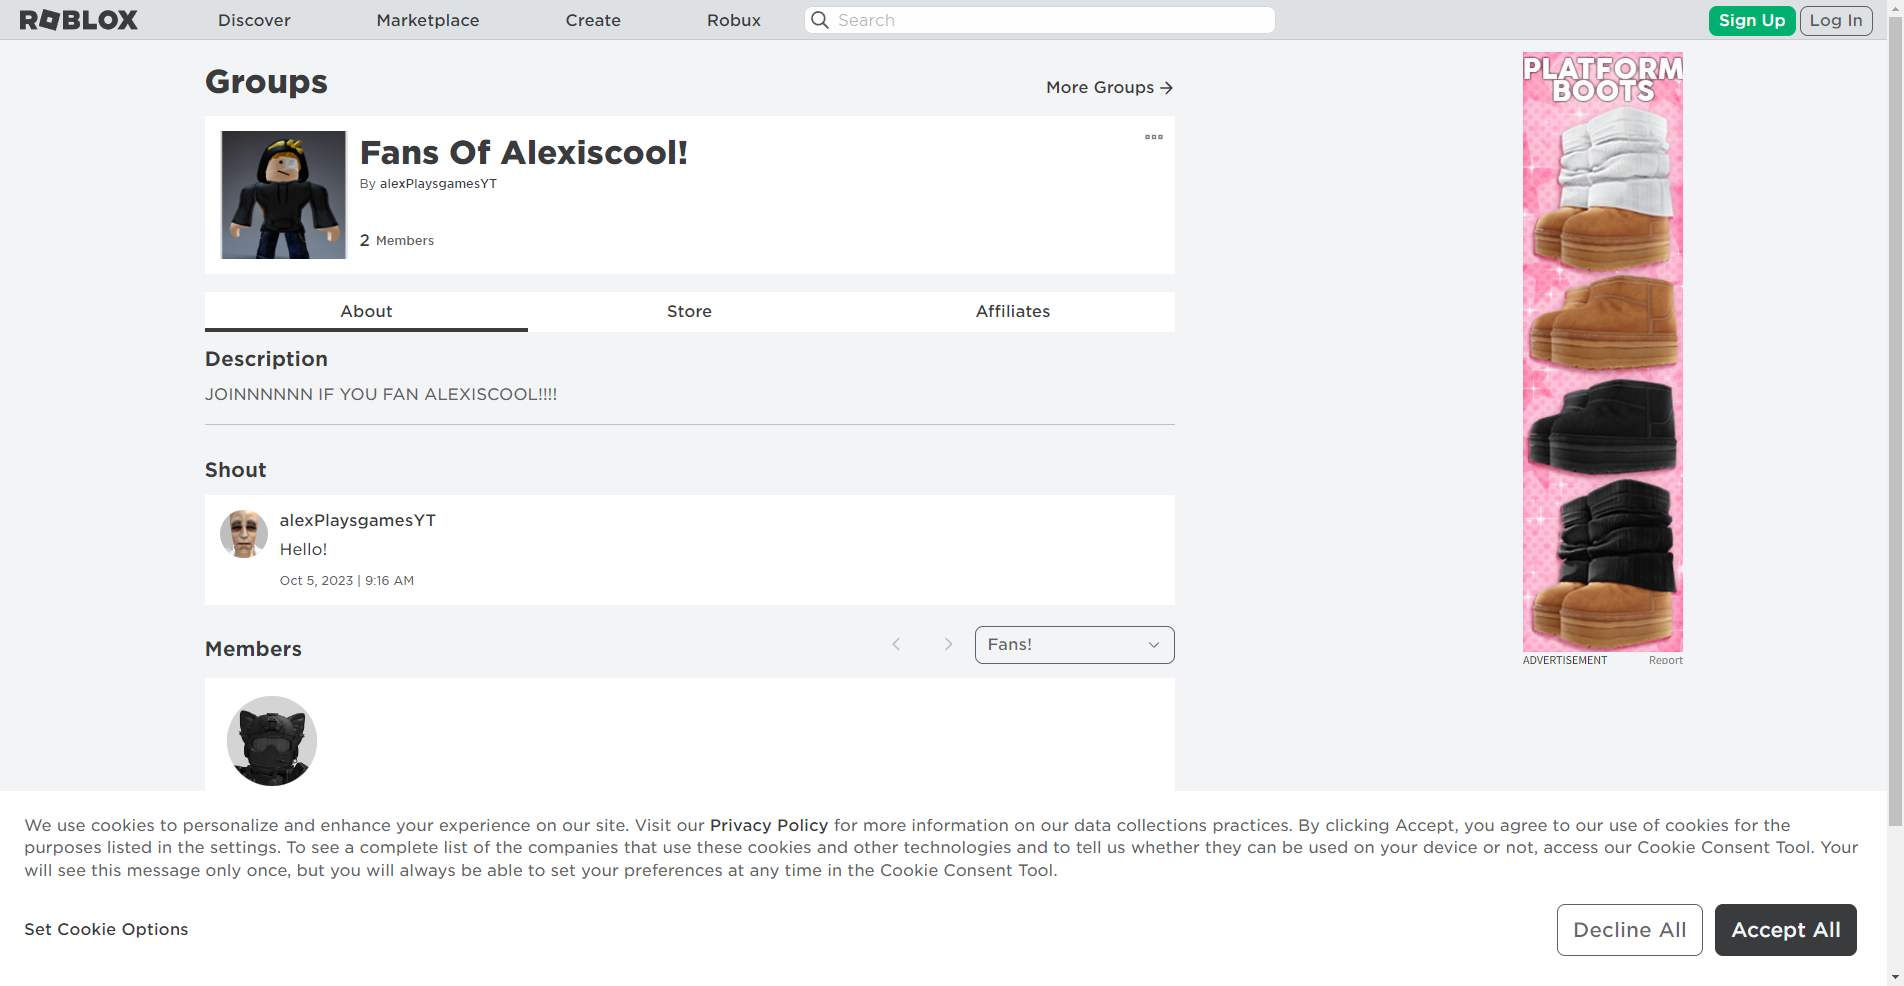 ROBLOX
Discover
Marketplace
Create
Robux
Search
Sign Up
Log In
Groups
More Groups →
Fans Of Alexiscool!
By alexPlaysgamesYT
2 Members
About
Store
Affiliates
Description
JOINNNNNN IF YOU FAN ALEXISCOOL!!!!
Shout
alexPlaysgamesYT
Hello!
Oct 5, 2023 | 9:16 AM
Members
Fans!
PLATFORM
BOOTS
ADVERTISEMENT
Report
We use cookies to personalize and enhance your experience on our site. Visit our Privacy Policy for more information on our data collections practices. By clicking Accept, you agree to our use of cookies for the
purposes listed in the settings. To see a complete list of the companies that use these cookies and other technologies and to tell us whether they can be used on your device or not, access our Cookie Consent Tool. Your
will see this message only once, but you will always be able to set your preferences at any time in the Cookie Consent Tool.
Set Cookie Options
Decline All
Accept All